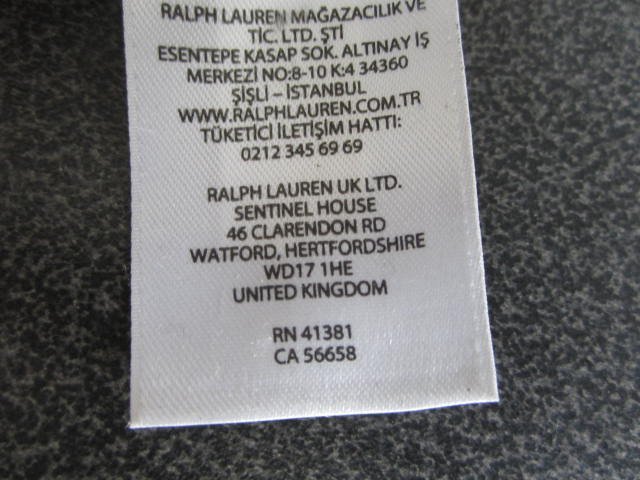 RALPH LAUREN MAĞAZACILIK VE
TİC. LTD. ŞTİ
ESENTEPE KASAP SOK. ALTINAY İŞ
MERKEZİ NO:8-10 K:4 34360
ŞİŞLİ – İSTANBUL
WWW.RALPHLAUREN.COM.TR
TÜKETİCİ İLETİŞİM HATTI:
0212 345 69 69
RALPH LAUREN UK LTD.
SENTINEL HOUSE
46 CLARENDON RD
WATFORD, HERTFORDSHIRE
WD17 1HE
UNITED KINGDOM
RN 41381
CA 56658